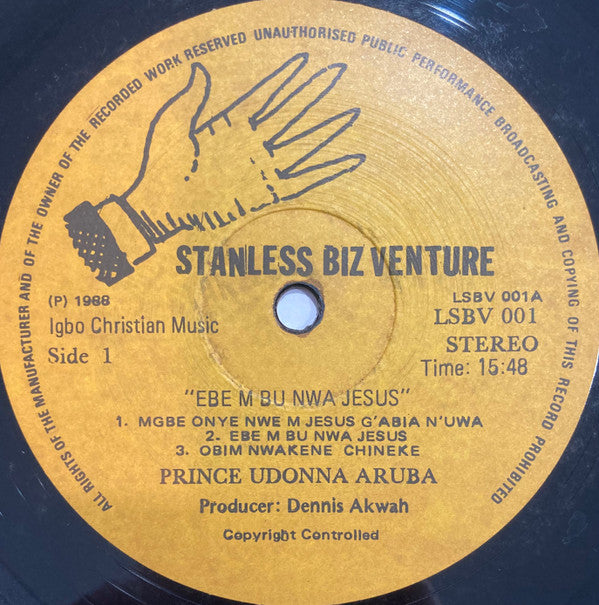 ALL RIGHTS OF THE MANUFACTURER AND OF THE OWNER OF THE RECORDED WORK RESERVED UNAUTHORISED PUBLIC PERFORMANCE BROADCASTING AND COPYING OF THIS RECORD PROHIBITED
STANLESS BIZ VENTURE
(P) 1988
LSBV 001A
Igbo Christian Music
LSBV 001
Side 1
STEREO
Time: 15:48
"EBE M BU NWA JESUS"
1. MGBE ONYE NWE M JESUS G'ABIA N'UWA
2. EBE M BU NWA JESUS
3. OBIM NWAKENE CHINEKE
PRINCE UDONNA ARUBA
Producer: Dennis Akwah
Copyright Controlled